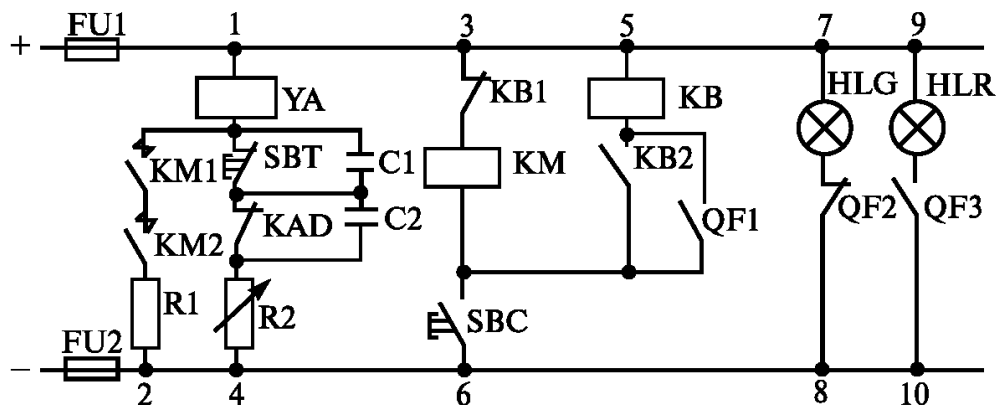 FU1 1 3 5 7 9
+
YA KB1 KB HLG HLR
KM1 SBT C1 KM KB2
KM2 KAD C2 QF1 QF2 QF3
R1 R2 SBC
FU2
−
2 4 6 8 10